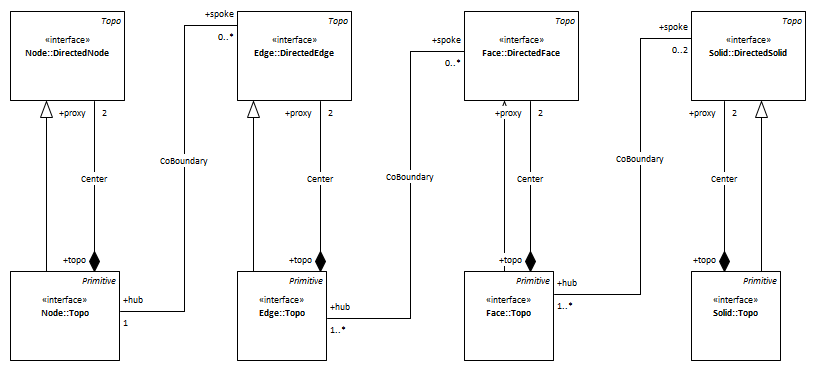 Topo
«interface»
Node::DirectedNode
+spoke
0..*
Topo
«interface»
Edge::DirectedEdge
+spoke
0..*
Topo
«interface»
Face::DirectedFace
+spoke
0..2
Topo
«interface»
Solid::DirectedSolid
+proxy
2
+proxy
2
+proxy
2
+proxy
2
CoBoundary
CoBoundary
CoBoundary
Center
Center
Center
Center
+topo
+topo
+topo
+topo
Primitive
«interface»
Node::Topo
+hub
1
Primitive
«interface»
Edge::Topo
+hub
1..*
Primitive
«interface»
Face::Topo
+hub
1..*
Primitive
«interface»
Solid::Topo